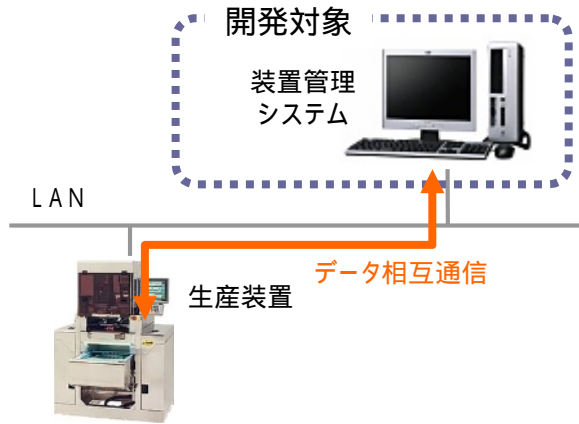 開発対象
装置管理
システム
ＬＡＮ
データ相互通信
生産装置